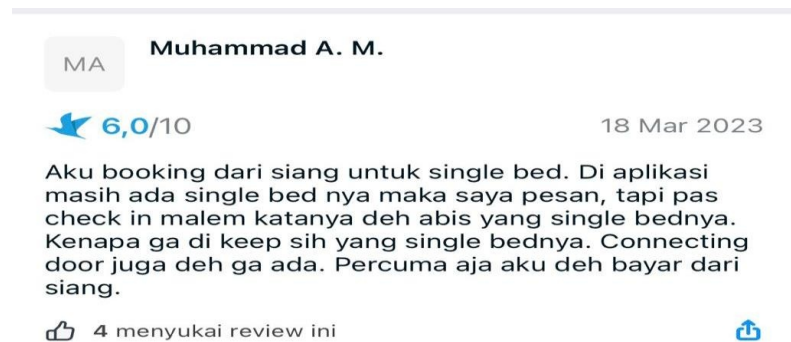 Muhammad A. M.
MA
6,0/10
18 Mar 2023
Aku booking dari siang untuk single bed. Di aplikasi
masih ada single bed nya maka saya pesan, tapi pas
check in malem katanya deh abis yang single bednya.
Kenapa ga di keep sih yang single bednya. Connecting
door juga deh ga ada. Percuma aja aku deh bayar dari
siang.
4 menyukai review ini